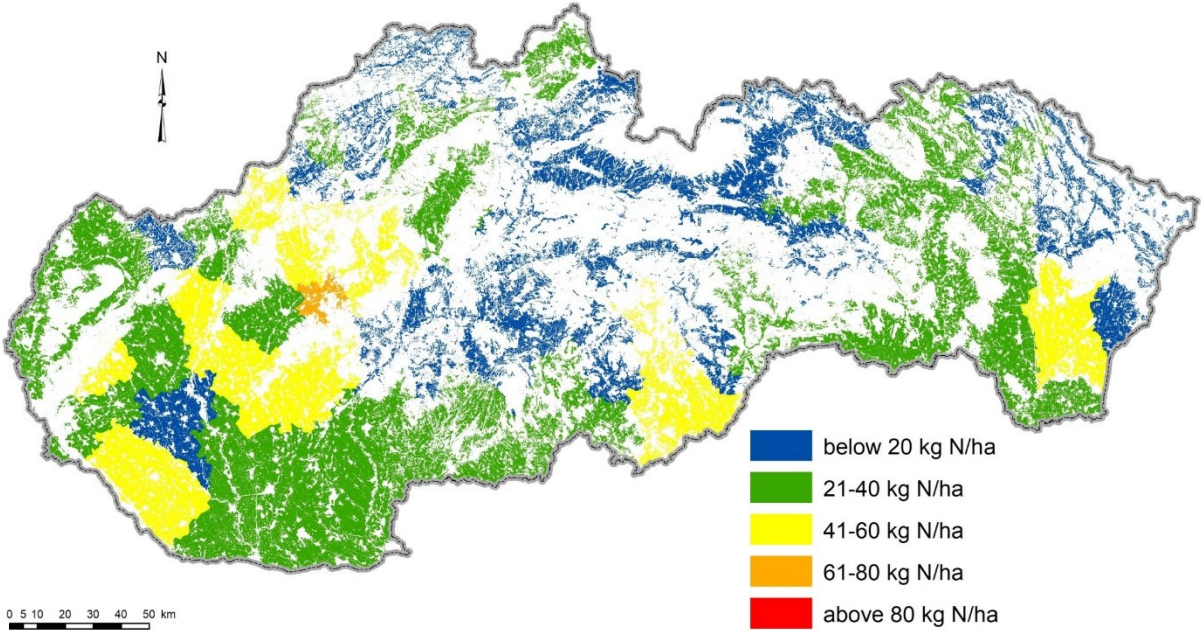 N
below 20 kg N/ha
21-40 kg N/ha
41-60 kg N/ha
61-80 kg N/ha
above 80 kg N/ha
0 5 10 20 30 40 50 km